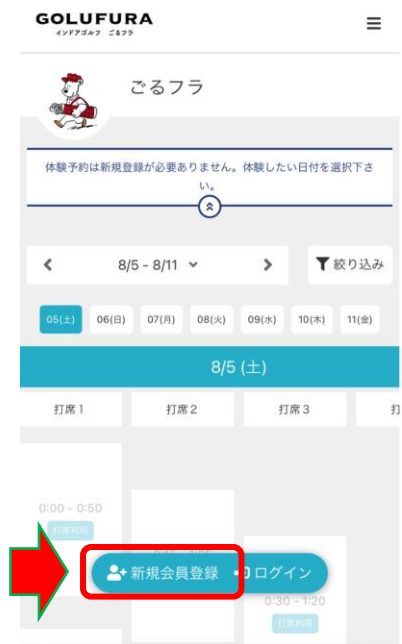 GOLUFURA
インドアゴルフ ごるフラ
ごるフラ
体験予約は新規登録が必要ありません。体験したい日付を選択下さ
い。
8/5 - 8/11
絞り込み
05(土) 06(日) 07(月) 08(火) 09(水) 10(木) 11(金)
8/5 (土)
打席 1 打席 2 打席 3 打
0:00 - 0:50
打席利用
新規会員登録 ログイン
0:30 - 1:20
打席利用